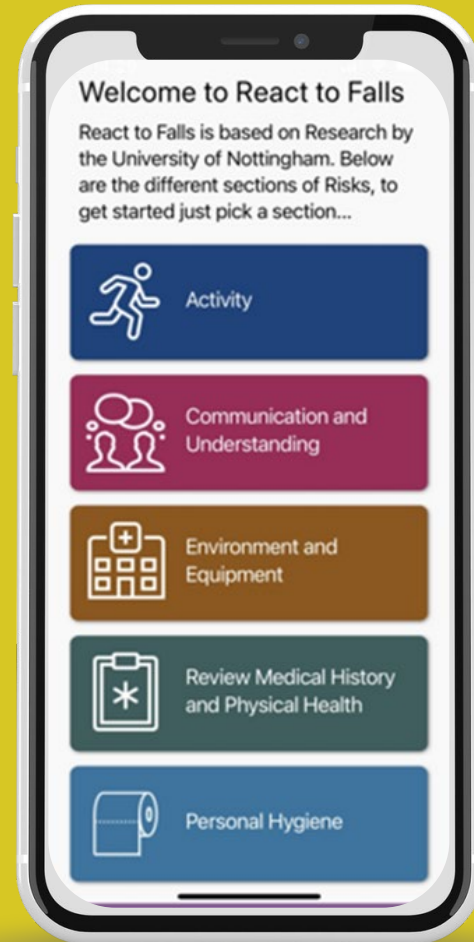 Welcome to React to Falls
React to Falls is based on Research by
the University of Nottingham. Below
are the different sections of Risks, to
get started just pick a section...
Activity
Communication and
Understanding
Environment and
Equipment
Review Medical History
and Physical Health
Personal Hygiene